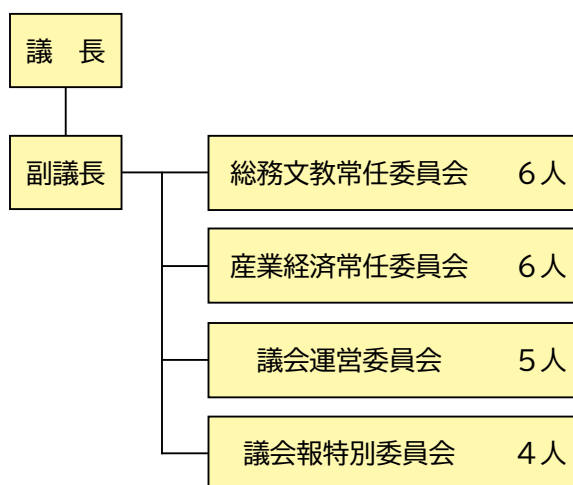 議　長
副議長
総務文教常任委員会　　６人
産業経済常任委員会　　６人
議会運営委員会　　５人
議会報特別委員会　　４人